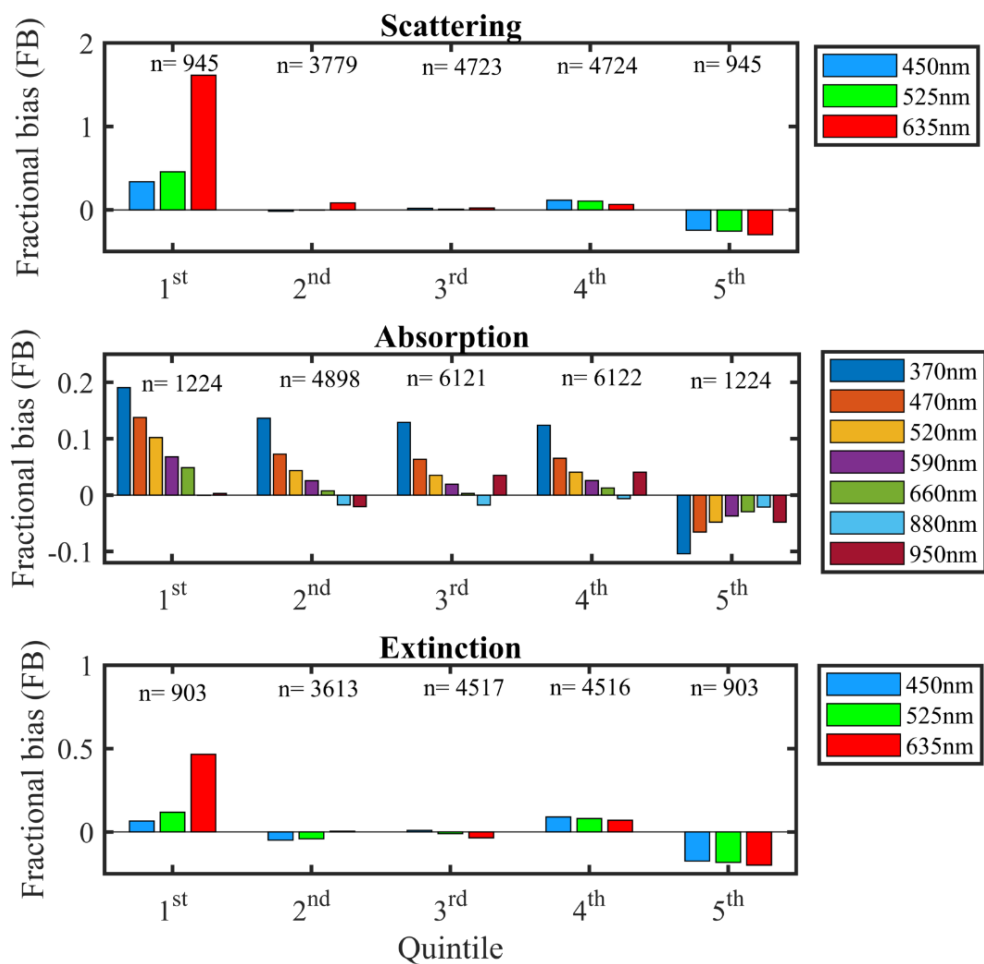 Scattering
Fractional bias (FB)
2
1
0
n= 945
n= 3779
n= 4723
n= 4724
n= 945
1st
2nd
3rd
4th
5th
450nm
525nm
635nm
Absorption
Fractional bias (FB)
0.2
0.1
0
-0.1
n= 1224
n= 4898
n= 6121
n= 6122
n= 1224
1st
2nd
3rd
4th
5th
370nm
470nm
520nm
590nm
660nm
880nm
950nm
Extinction
Fractional bias (FB)
1
0.5
0
n= 903
n= 3613
n= 4517
n= 4516
n= 903
1st
2nd
3rd
4th
5th
Quintile
450nm
525nm
635nm